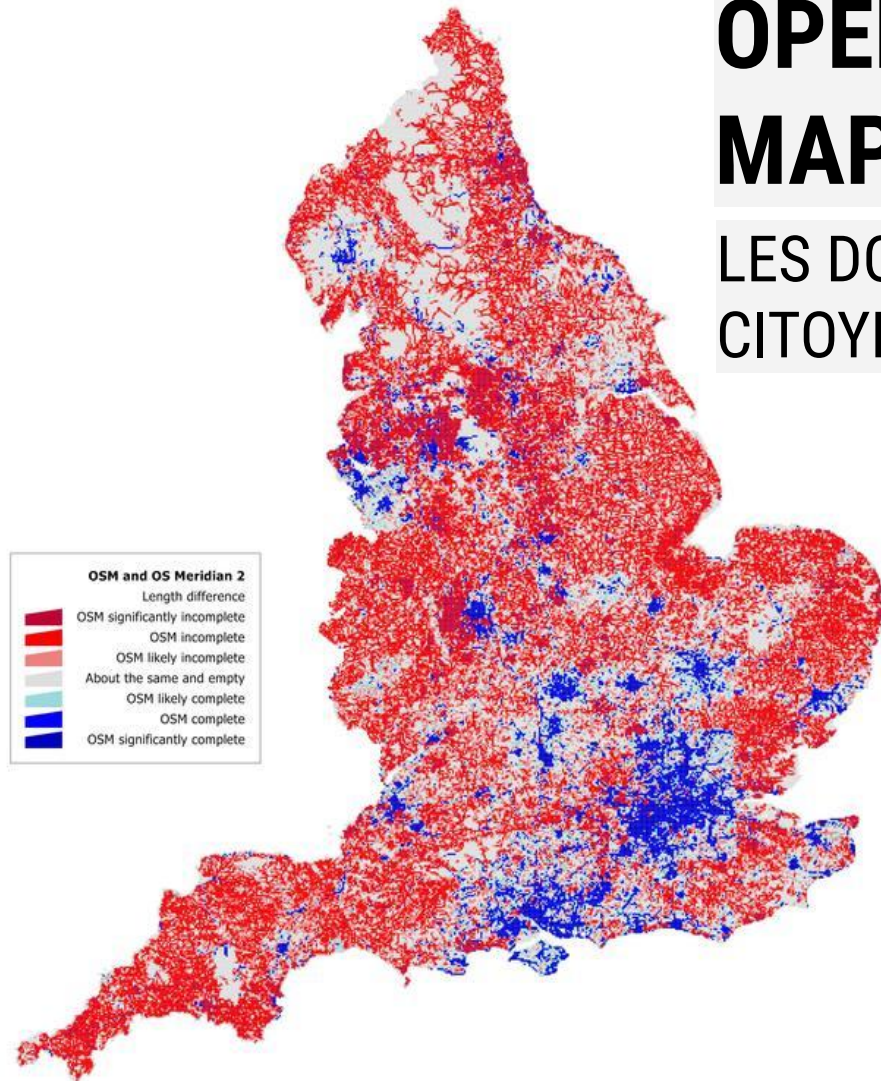 OPE
MAP
LES DO
CITOY
OSM and OS Meridian 2
Length difference
OSM significantly incomplete
OSM incomplete
OSM likely incomplete
About the same and empty
OSM likely complete
OSM complete
OSM significantly complete